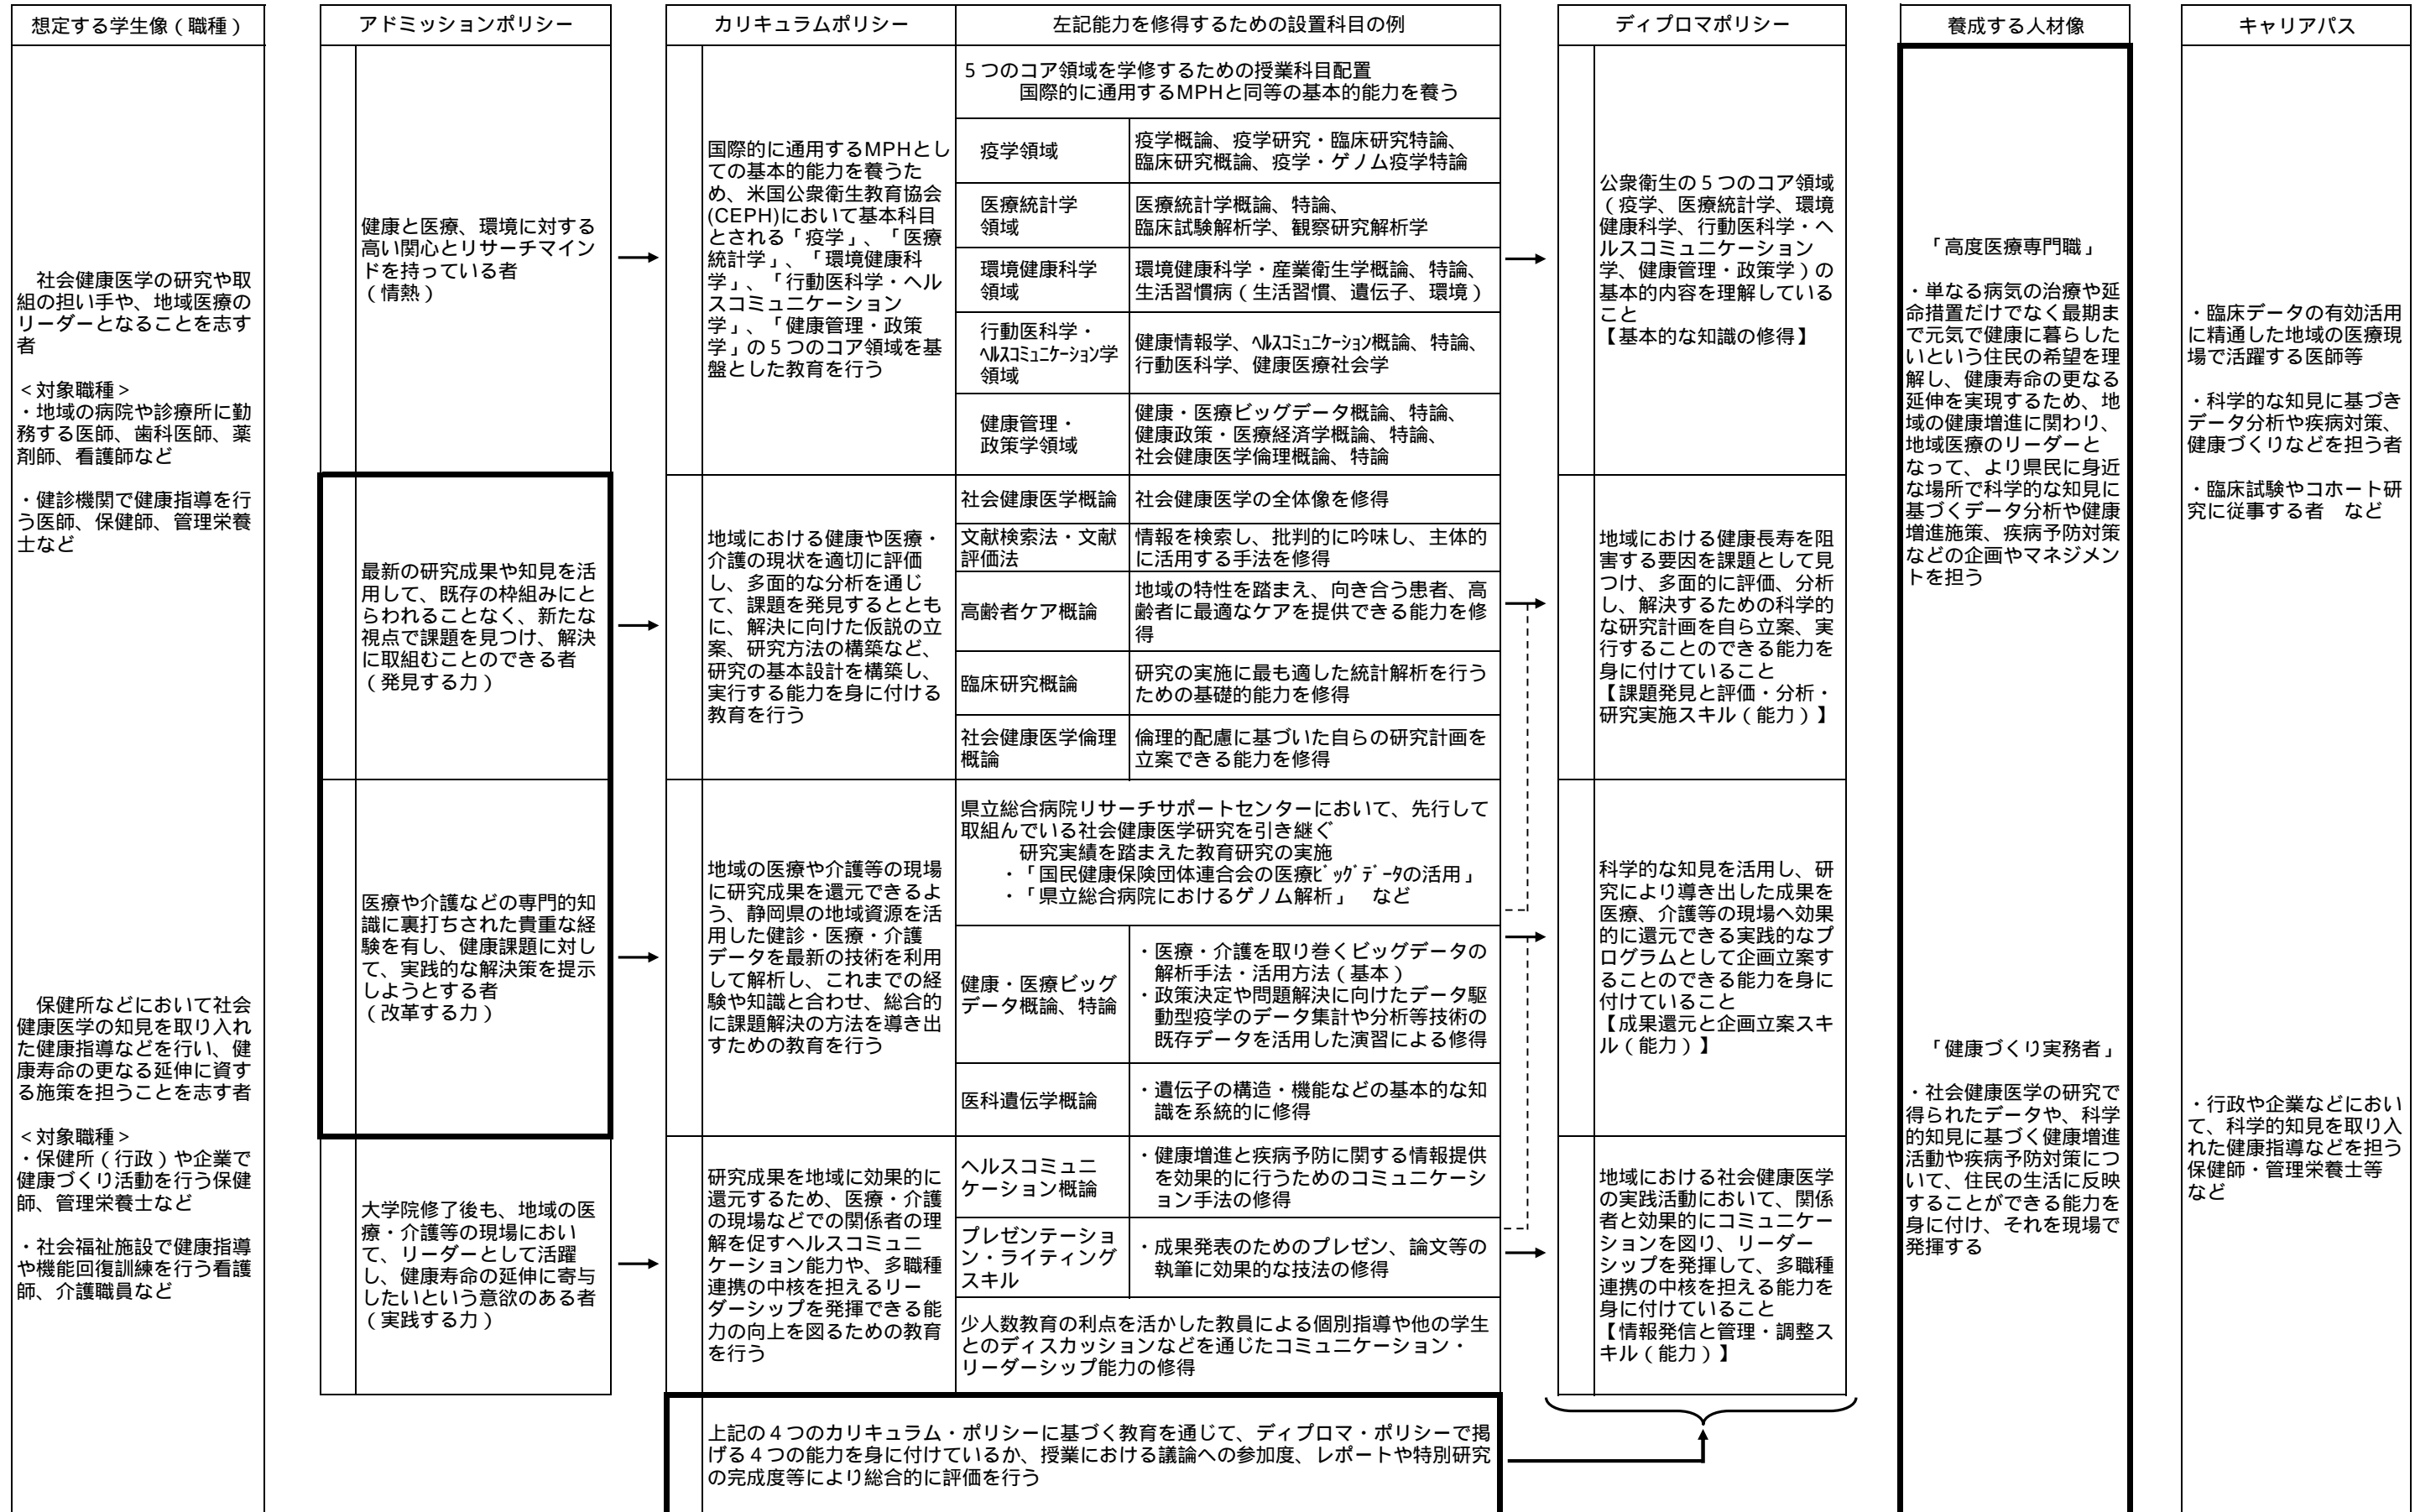 想定する学生像（職種）
社会健康医学の研究や取
組の担い手や、地域医療の
リーダーとなることを志す
者
＜対象職種＞
・地域の病院や診療所に勤
務する医師、歯科医師、薬
剤師、看護師など
・健診機関で健康指導を行
う医師、保健師、管理栄養
士など
保健所などにおいて社会
健康医学の知見を取り入れ
た健康指導などを行い、健
康寿命の更なる延伸に資す
る施策を担うことを志す者
＜対象職種＞
・保健所（行政）や企業で
健康づくり活動を行う保健
師、管理栄養士など
・社会福祉施設で健康指導
や機能回復訓練を行う看護
師、介護職員など
アドミッションポリシー
健康と医療、環境に対する
高い関心とリサーチマイン
ドを持っている者
（情熱）
最新の研究成果や知見を活
用して、既存の枠組みにと
らわれることなく、新たな
視点で課題を見つけ、解決
に取組むことのできる者
（発見する力）
医療や介護などの専門的知
識に裏打ちされた貴重な経
験を有し、健康課題に対し
て、実践的な解決策を提示
しようとする者
（改革する力）
大学院修了後も、地域の医
療・介護等の現場におい
て、リーダーとして活躍
し、健康寿命の延伸に寄与
したいという意欲のある者
（実践する力）
カリキュラムポリシー
国際的に通用するMPHとし
ての基本的能力を養うた
め、米国公衆衛生教育協会
(CEPH)において基本科目
とされる「疫学」、「医療
統計学」、「環境健康科
学」、「行動医科学・ヘル
スコミュニケーション
学」、「健康管理・政策
学」の５つのコア領域を基
盤とした教育を行う
地域における健康や医療・
介護の現状を適切に評価
し、多面的な分析を通じ
て、課題を発見するととも
に、解決に向けた仮説の立
案、研究方法の構築など、
研究の基本設計を構築し、
実行する能力を身に付ける
教育を行う
地域の医療や介護等の現場
に研究成果を還元できるよ
う、静岡県の地域資源を活
用した健診・医療・介護
データを最新の技術を利用
して解析し、これまでの経
験や知識と合わせ、総合的
に課題解決の方法を導き出
すための教育を行う
研究成果を地域に効果的に
還元するため、医療・介護
の現場などでの関係者の理
解を促すヘルスコミュニ
ケーション能力や、多職種
連携の中核を担えるリー
ダーシップを発揮できる能
力の向上を図るための教育
を行う
左記能力を修得するための設置科目の例
５つのコア領域を学修するための授業科目配置
国際的に通用するMPHと同等の基本的能力を養う
疫学領域
疫学概論、疫学研究・臨床研究特論、
臨床研究概論、疫学・ゲノム疫学特論
医療統計学
領域
医療統計学概論、特論、
臨床試験解析学、観察研究解析学
環境健康科学
領域
環境健康科学・産業衛生学概論、特論、
生活習慣病（生活習慣、遺伝子、環境）
行動医科学・
ﾍﾙｽｺﾐｭﾆｹｰｼｮﾝ学
領域
健康情報学、ﾍﾙｽｺﾐｭﾆｹｰｼｮﾝ概論、特論、
行動医科学、健康医療社会学
健康管理・
政策学領域
健康・医療ビッグデータ概論、特論、
健康政策・医療経済学概論、特論、
社会健康医学倫理概論、特論
社会健康医学概論
社会健康医学の全体像を修得
文献検索法・文献
評価法
情報を検索し、批判的に吟味し、主体的
に活用する手法を修得
高齢者ケア概論
地域の特性を踏まえ、向き合う患者、高
齢者に最適なケアを提供できる能力を修
得
臨床研究概論
研究の実施に最も適した統計解析を行う
ための基礎的能力を修得
社会健康医学倫理
概論
倫理的配慮に基づいた自らの研究計画を
立案できる能力を修得
県立総合病院リサーチサポートセンターにおいて、先行して
取組んでいる社会健康医学研究を引き継ぐ
研究実績を踏まえた教育研究の実施
・「国民健康保険団体連合会の医療ﾋﾞｯｸﾞﾃﾞｰﾀの活用」
・「県立総合病院におけるゲノム解析」　など
健康・医療ビッグ
データ概論、特論
・医療・介護を取り巻くビッグデータの
解析手法・活用方法（基本）
・政策決定や問題解決に向けたデータ駆
動型疫学のデータ集計や分析等技術の
既存データを活用した演習による修得
医科遺伝学概論
・遺伝子の構造・機能などの基本的な知
識を系統的に修得
ヘルスコミュニ
ケーション概論
・健康増進と疾病予防に関する情報提供
を効果的に行うためのコミュニケーシ
ョン手法の修得
プレゼンテーショ
ン・ライティング
スキル
・成果発表のためのプレゼン、論文等の
執筆に効果的な技法の修得
少人数教育の利点を活かした教員による個別指導や他の学生
とのディスカッションなどを通じたコミュニケーション・
リーダーシップ能力の修得
上記の４つのカリキュラム・ポリシーに基づく教育を通じて、ディプロマ・ポリシーで掲
げる４つの能力を身に付けているか、授業における議論への参加度、レポートや特別研究
の完成度等により総合的に評価を行う
ディプロマポリシー
公衆衛生の５つのコア領域
（疫学、医療統計学、環境
健康科学、行動医科学・ヘ
ルスコミュニケーション
学、健康管理・政策学）の
基本的内容を理解している
こと
【基本的な知識の修得】
地域における健康長寿を阻
害する要因を課題として見
つけ、多面的に評価、分析
し、解決するための科学的
な研究計画を自ら立案、実
行することのできる能力を
身に付けていること
【課題発見と評価・分析・
研究実施スキル（能力）】
科学的な知見を活用し、研
究により導き出した成果を
医療、介護等の現場へ効果
的に還元できる実践的なプ
ログラムとして企画立案す
ることのできる能力を身に
付けていること
【成果還元と企画立案スキ
ル（能力）】
地域における社会健康医学
の実践活動において、関係
者と効果的にコミュニケー
ションを図り、リーダー
シップを発揮して、多職種
連携の中核を担える能力を
身に付けていること
【情報発信と管理・調整ス
キル（能力）】
養成する人材像
「高度医療専門職」
・単なる病気の治療や延
命措置だけでなく最期ま
で元気で健康に暮らした
いという住民の希望を理
解し、健康寿命の更なる
延伸を実現するため、地
域の健康増進に関わり、
地域医療のリーダーと
なって、より県民に身近
な場所で科学的な知見に
基づくデータ分析や健康
増進施策、疾病予防対策
などの企画やマネジメン
トを担う
「健康づくり実務者」
・社会健康医学の研究で
得られたデータや、科学
的知見に基づく健康増進
活動や疾病予防対策につ
いて、住民の生活に反映
することができる能力を
身に付け、それを現場で
発揮する
キャリアパス
・臨床データの有効活用
に精通した地域の医療現
場で活躍する医師等
・科学的な知見に基づき
データ分析や疾病対策、
健康づくりなどを担う者
・臨床試験やコホート研
究に従事する者　など
・行政や企業などにおい
て、科学的知見を取り入
れた健康指導などを担う
保健師・管理栄養士等
など